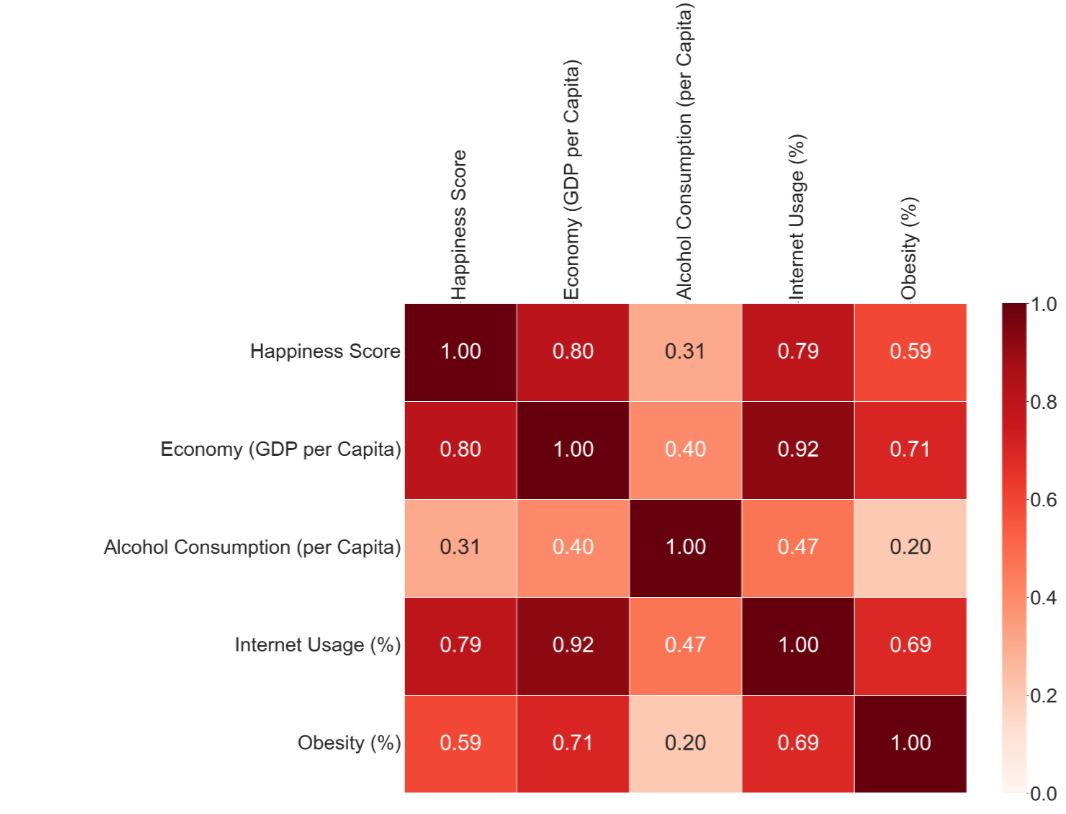 Happiness Score
Economy (GDP per Capita)
Alcohol Consumption (per Capita)
Internet Usage (%)
Obesity (%)
Happiness Score 1.00 0.80 0.31 0.79 0.59
Economy (GDP per Capita) 0.80 1.00 0.40 0.92 0.71
Alcohol Consumption (per Capita) 0.31 0.40 1.00 0.47 0.20
Internet Usage (%) 0.79 0.92 0.47 1.00 0.69
Obesity (%) 0.59 0.71 0.20 0.69 1.00
1.0
0.8
0.6
0.4
0.2
0.0